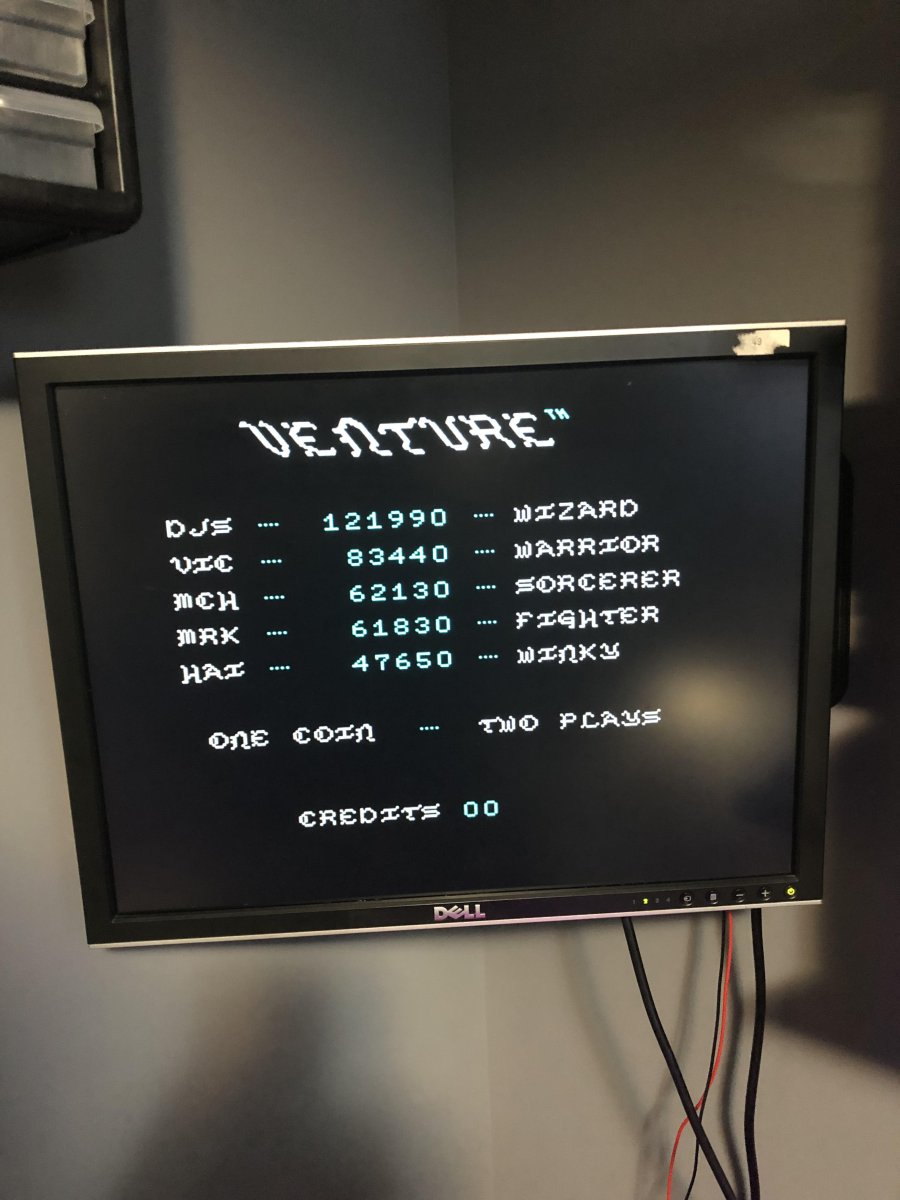 VENTURE™
DJS .... 121990 .... WIZARD
VIC .... 83440 .... WARRIOR
MCH .... 62130 .... SORCERER
MRK .... 61830 .... FIGHTER
HAI .... 47650 .... WINKY
ONE COIN .... TWO PLAYS
CREDITS 00
DELL